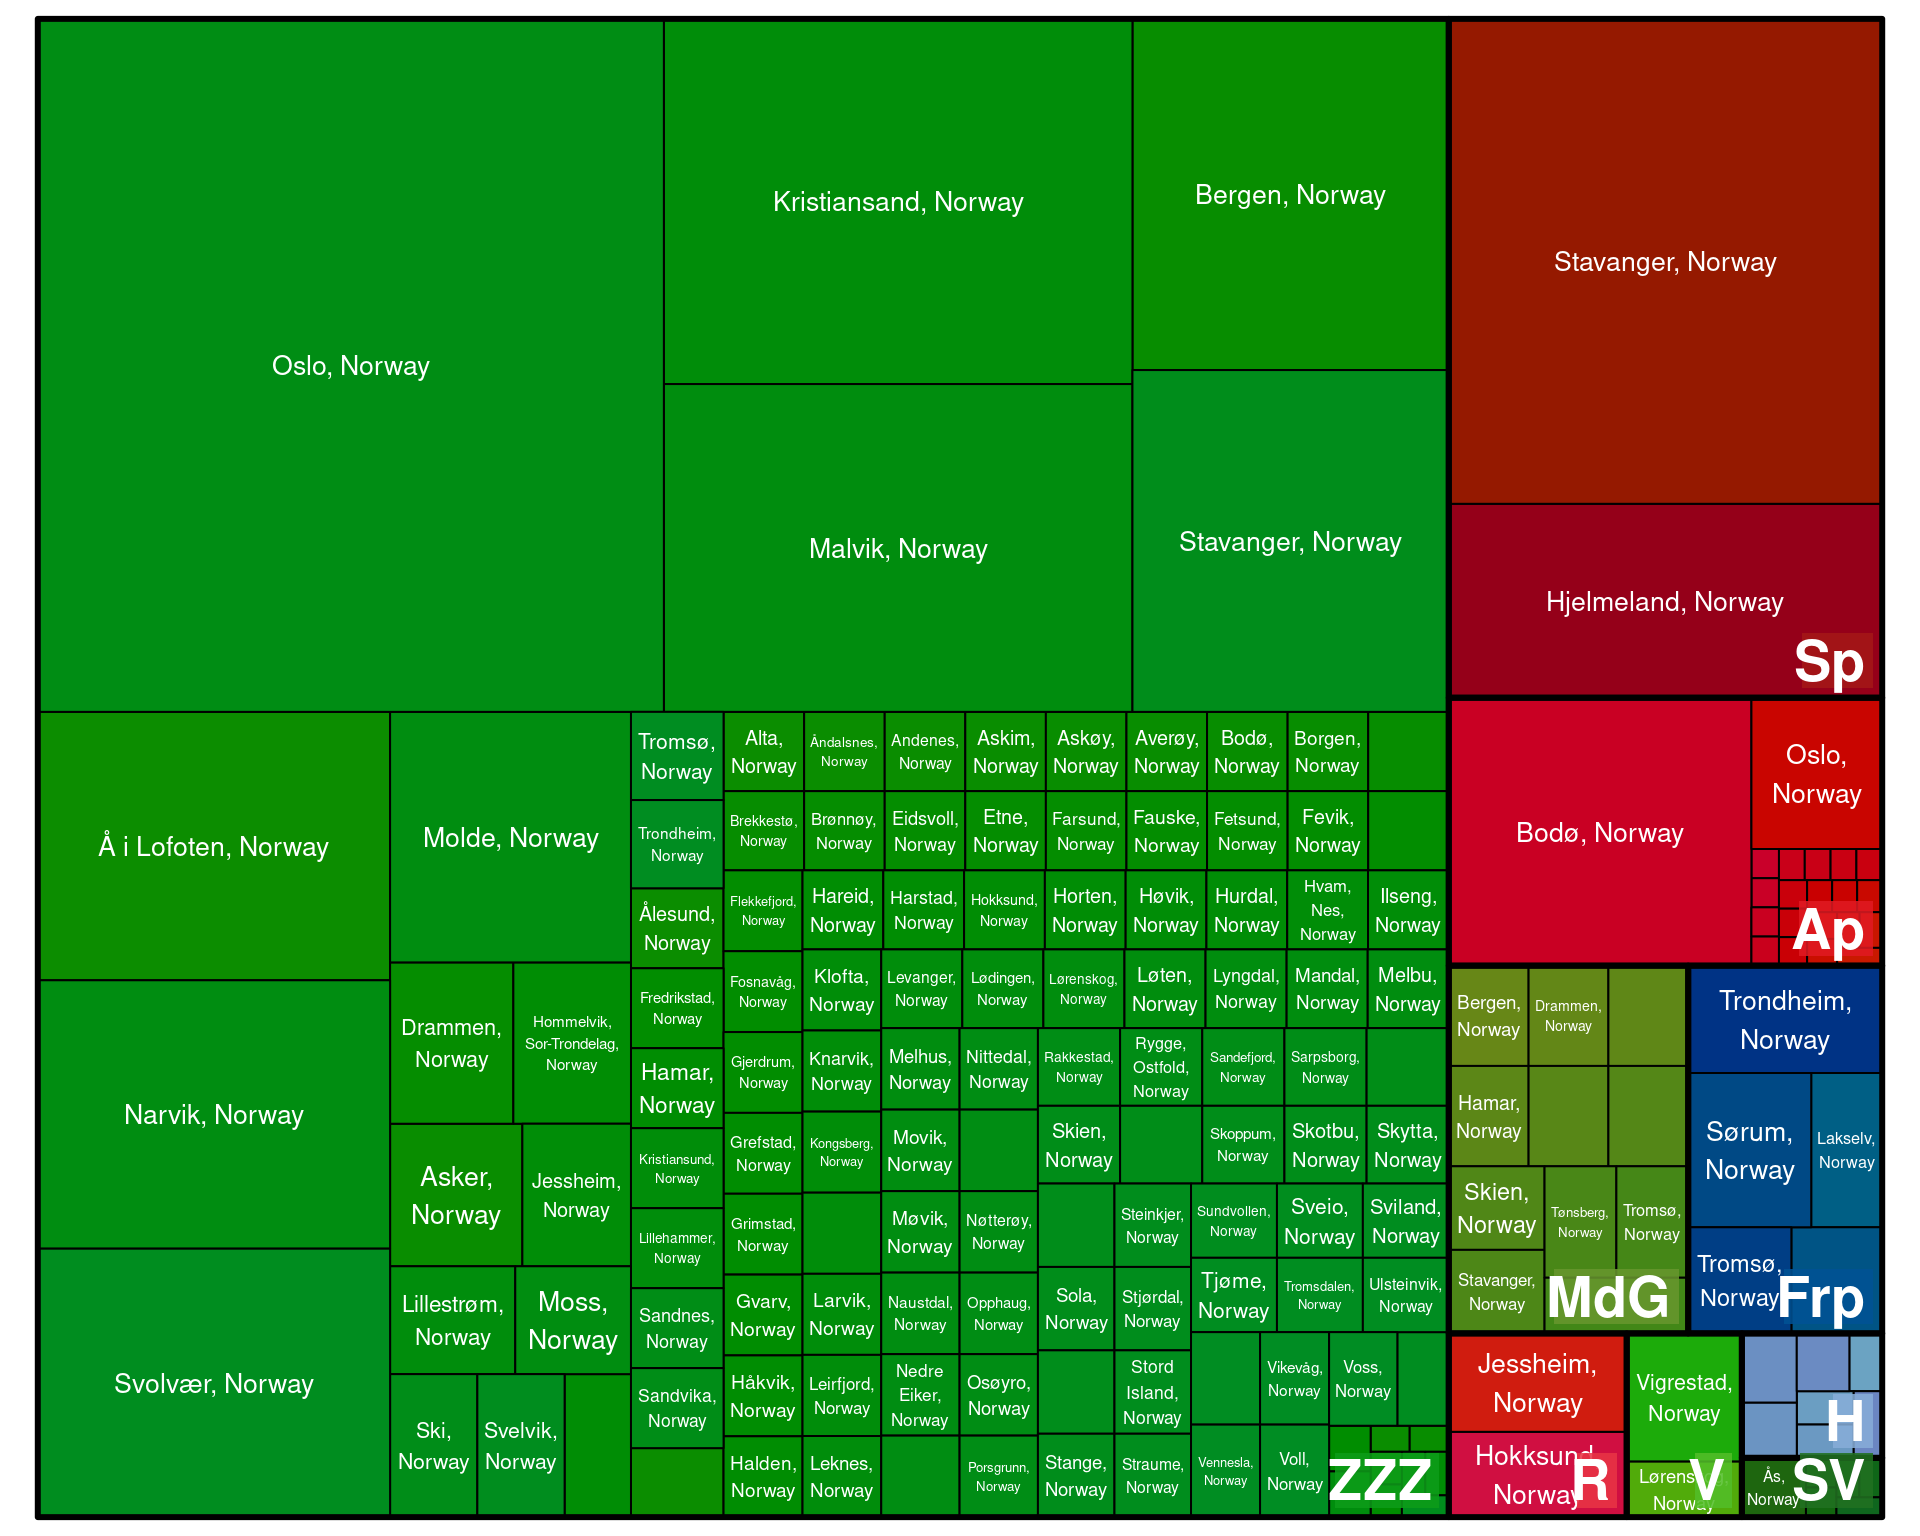 Oslo, Norway
Kristiansand, Norway
Bergen, Norway
Malvik, Norway
Stavanger, Norway
Å i Lofoten, Norway
Narvik, Norway
Svolvær, Norway
Molde, Norway
Drammen,
Norway
Hommelvik,
Sor-Trondelag,
Norway
Asker,
Norway
Jessheim,
Norway
Lillestrøm,
Norway
Moss,
Norway
Ski,
Norway
Svelvik,
Norway
Tromsø,
Norway
Trondheim,
Norway
Ålesund,
Norway
Fredrikstad,
Norway
Hamar,
Norway
Kristiansund,
Norway
Lillehammer,
Norway
Sandnes,
Norway
Sandvika,
Norway
Alta,
Norway
Åndalsnes,
Norway
Andenes,
Norway
Askim,
Norway
Askøy,
Norway
Averøy,
Norway
Bodø,
Norway
Borgen,
Norway
Brekkestø,
Norway
Brønnøy,
Norway
Eidsvoll,
Norway
Etne,
Norway
Farsund,
Norway
Fauske,
Norway
Fetsund,
Norway
Fevik,
Norway
Flekkefjord,
Norway
Hareid,
Norway
Harstad,
Norway
Hokksund,
Norway
Horten,
Norway
Høvik,
Norway
Hurdal,
Norway
Hvam,
Nes,
Norway
Ilseng,
Norway
Fosnavåg,
Norway
Klofta,
Norway
Levanger,
Norway
Lødingen,
Norway
Lørenskog,
Norway
Løten,
Norway
Lyngdal,
Norway
Mandal,
Norway
Melbu,
Norway
Gjerdrum,
Norway
Knarvik,
Norway
Melhus,
Norway
Nittedal,
Norway
Rakkestad,
Norway
Rygge,
Ostfold,
Norway
Sandefjord,
Norway
Sarpsborg,
Norway
Grefstad,
Norway
Kongsberg,
Norway
Movik,
Norway
Skien,
Norway
Skoppum,
Norway
Skotbu,
Norway
Skytta,
Norway
Grimstad,
Norway
Møvik,
Norway
Nøtterøy,
Norway
Steinkjer,
Norway
Sundvollen,
Norway
Sveio,
Norway
Sviland,
Norway
Gvarv,
Norway
Larvik,
Norway
Naustdal,
Norway
Opphaug,
Norway
Sola,
Norway
Stjørdal,
Norway
Tjøme,
Norway
Tromsdalen,
Norway
Ulsteinvik,
Norway
Håkvik,
Norway
Leirfjord,
Norway
Nedre
Eiker,
Norway
Osøyro,
Norway
Stord
Island,
Norway
Vikevåg,
Norway
Voss,
Norway
Halden,
Norway
Leknes,
Norway
Porsgrunn,
Norway
Stange,
Norway
Straume,
Norway
Vennesla,
Norway
Voll,
Norway
ZZZ
Stavanger, Norway
Hjelmeland, Norway
Sp
Bodø, Norway
Oslo,
Norway
Ap
Bergen,
Norway
Drammen,
Norway
Hamar,
Norway
Skien,
Norway
Tønsberg,
Norway
Tromsø,
Norway
Stavanger,
Norway
MdG
Trondheim,
Norway
Sørum,
Norway
Lakselv,
Norway
Tromsø,
Norway
Frp
Jessheim,
Norway
Hokksund,
Norway
R
Vigrestad,
Norway
Norway
V
H
Ås,
Norway
SV